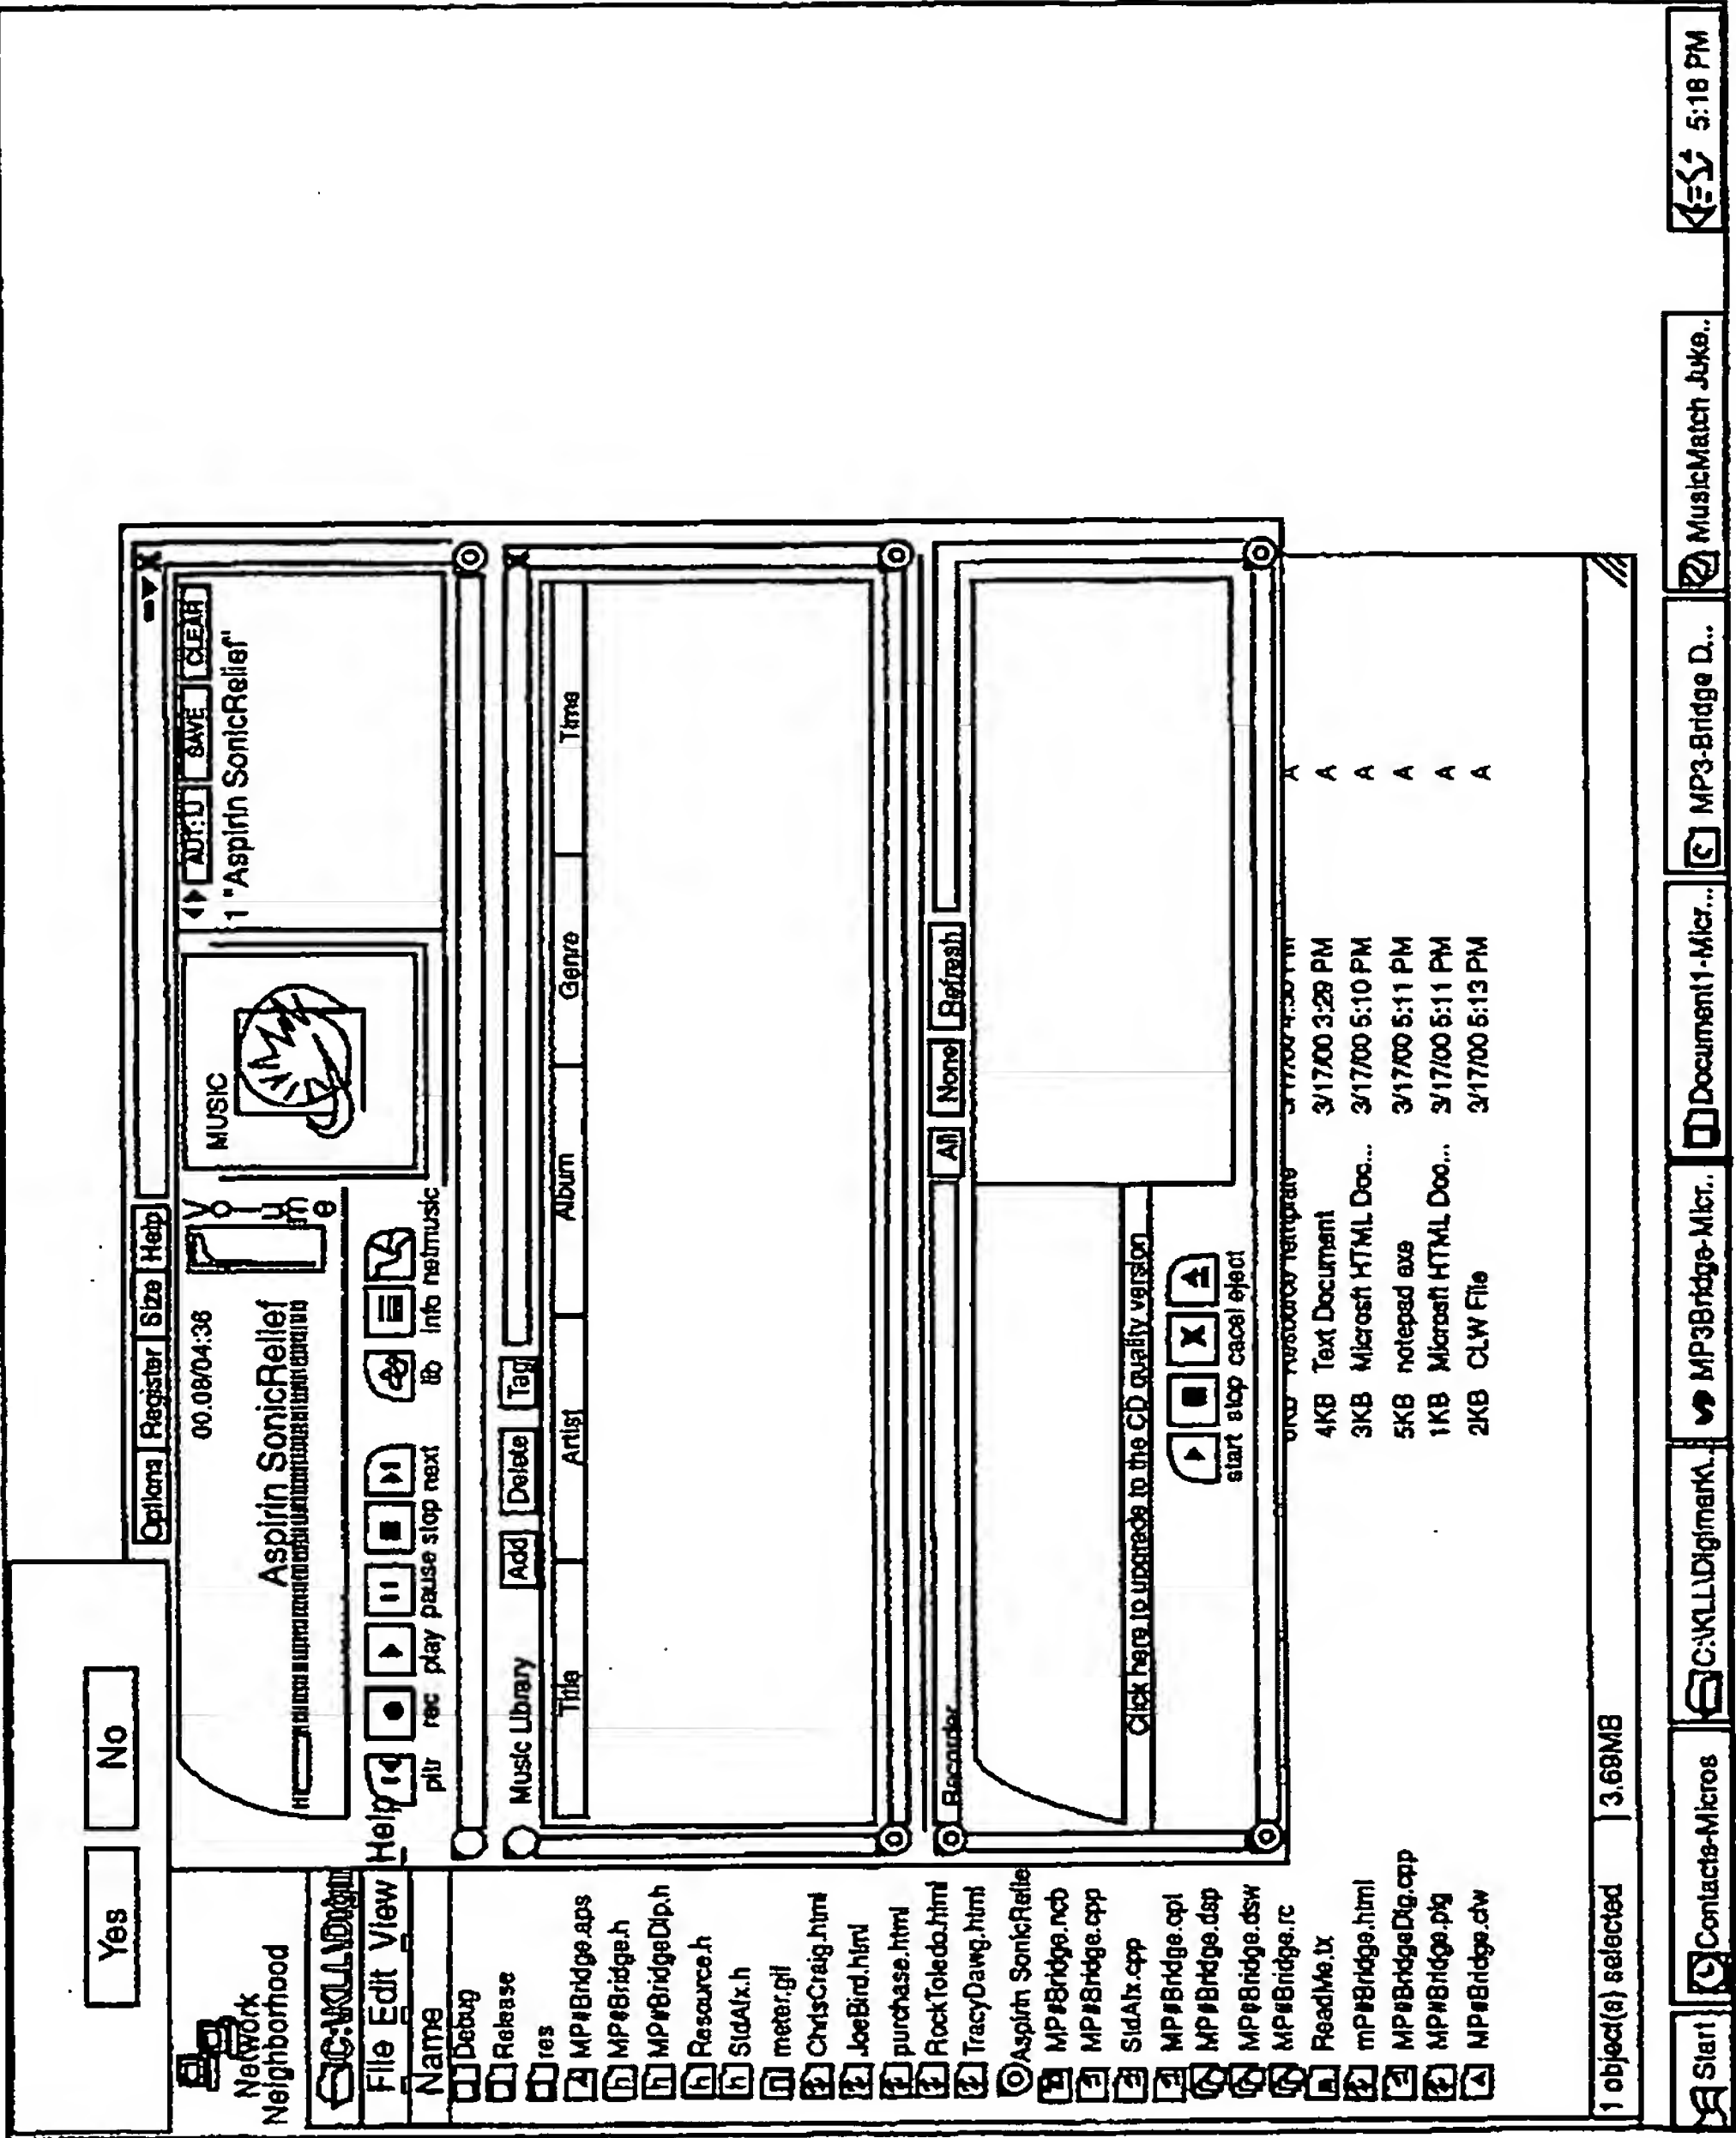 Yes No
Network
Neighborhood
File Edit View Help
Name
Debug
Release
res
MP#Bridge.aps
MP#Bridge.h
MP#BridgeDlp.h
Resource.h
StdAfx.h
meter.gif
ChrisCraig.html
JoeBird.html
purchase.html
RockToledo.html
TracyDawg.html
Aspirin SonicRelie
MP#Bridge.ncb
MP#Bridge.cpp
SldAfx.cpp
MP#Bridge.opt
MP#Bridge.dsp
MP#Bridge.dsw
MP#Bridge.rc
ReadMe.tx
mP#Bridge.html
MP#BridgeDlg.cpp
MP#Bridge.plg
MP#Bridge.clw
Options Register Size Help
00.08/04:36
Aspirin SonicRelief
Volume
MUSIC
AUT:D SAVE CLEAR
1 "Aspirin SonicRelief"
pltr rec play pause stop next lib info netmusic
Music Library Add Delete Tag
Title Artist Album Genre Time
Recorder All None Refresh
Click here to upgrade to the CD quality version
start stop cacel eject
A
4KB Text Document 3/17/00 3:29 PM A
3KB Microsft HTML Doc... 3/17/00 5:10 PM A
5KB notepad exe 3/17/00 5:11 PM A
1KB Microsft HTML Doo... 3/17/00 5:11 PM A
2KB CLW File 3/17/00 5:13 PM A
1 object(s) selected 3.69MB
Start Contacts-Micros C:\KLL\Digimark\.. MP3Bridge-Micr.. Document1-Micr... MP3-Bridge D... MusicMatch Juke.. 5:18 PM